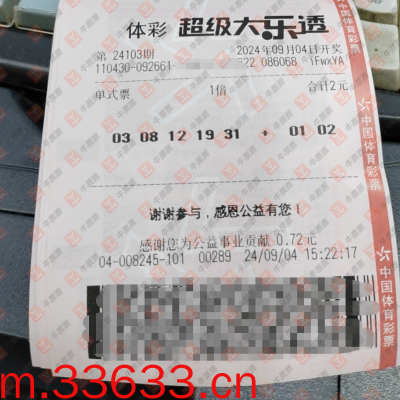 体彩 超级大乐透
第 24103期 2024年09月04日开奖
110430-092661- 822 086068 iFwxYA
单式票 1倍 合计2元
03 08 12 19 31 + 01 02
谢谢参与,感恩公益有您!
感谢您为公益事业贡献 0.72元
04-008245-101 00289 24/09/04 15:22:17
中国体育彩票
中国体育彩票
m.33633.cn